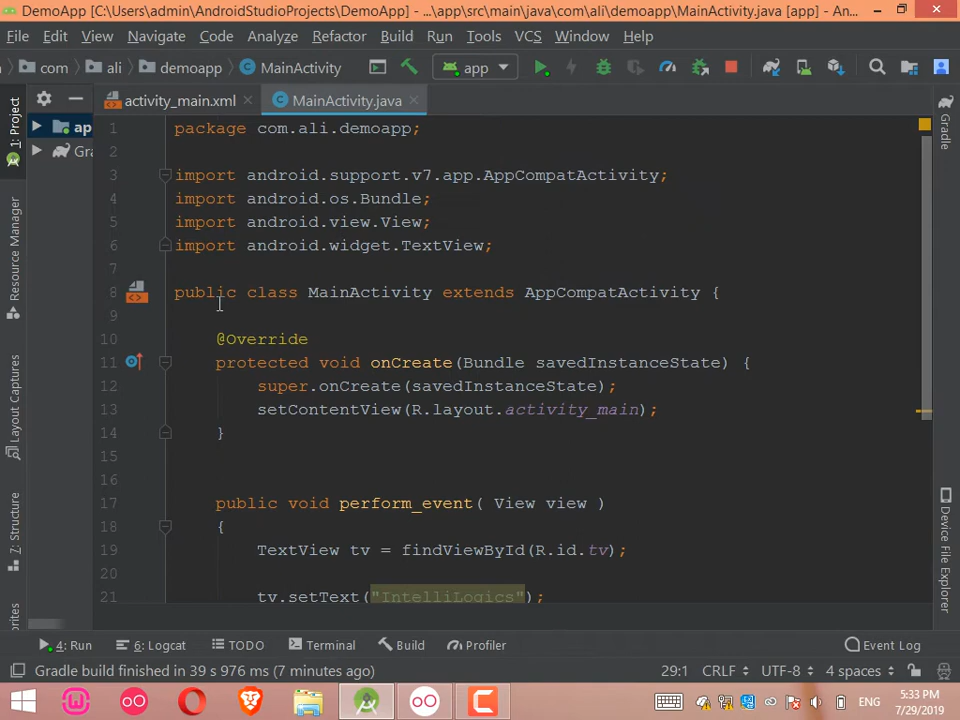 DemoApp [C:\Users\admin\AndroidStudioProjects\DemoApp] - ...\app\src\main\java\com\ali\demoapp\MainActivity.java [app] - An...
File Edit View Navigate Code Analyze Refactor Build Run Tools VCS Window Help
com ali demoapp MainActivity app
1: Project
Resource Manager
Layout Captures
7: Structure
ap
Gra
activity_main.xml MainActivity.java
1 package com.ali.demoapp;
2
3 import android.support.v7.app.AppCompatActivity;
4 import android.os.Bundle;
5 import android.view.View;
6 import android.widget.TextView;
7
8 public class MainActivity extends AppCompatActivity {
9
10 @Override
11 protected void onCreate(Bundle savedInstanceState) {
12 super.onCreate(savedInstanceState);
13 setContentView(R.layout.activity_main);
14 }
15
16
17 public void perform_event( View view )
18 {
19 TextView tv = findViewById(R.id.tv);
20
21 tv.setText("IntelliLogics");
Gradle
Device File Explorer
4: Run 6: Logcat TODO Terminal Build Profiler Event Log
Gradle build finished in 39 s 976 ms (7 minutes ago) 29:1 CRLF UTF-8 4 spaces
ENG
5:33 PM
7/29/2019